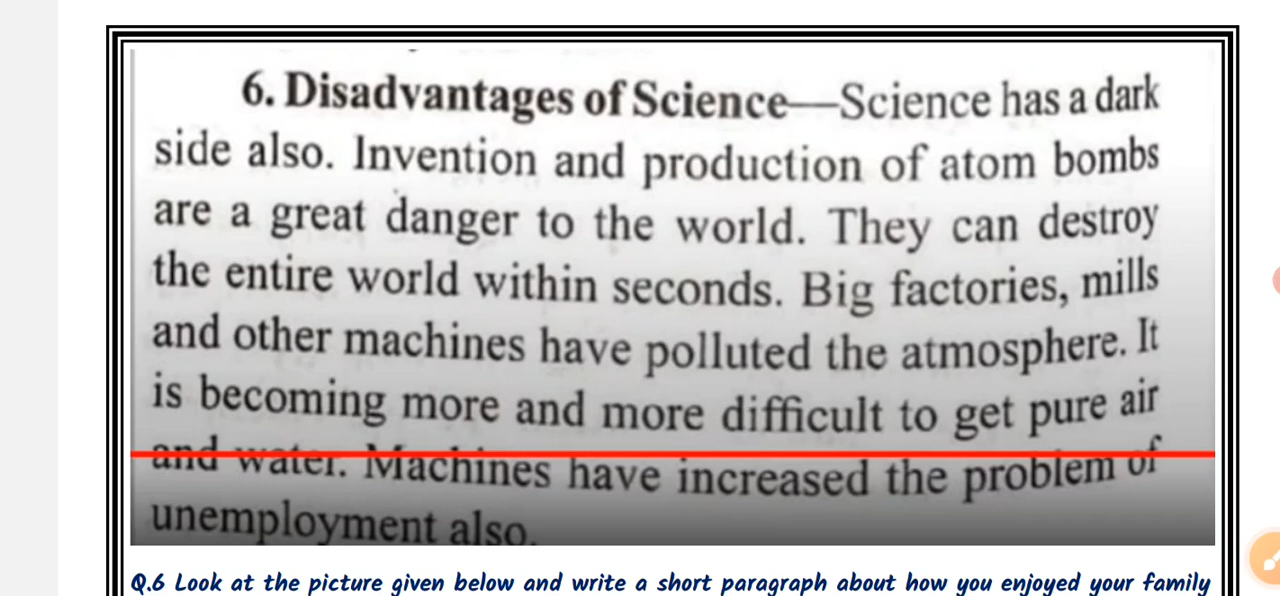 6. Disadvantages of Science—Science has a dark
side also. Invention and production of atom bombs
are a great danger to the world. They can destroy
the entire world within seconds. Big factories, mills
and other machines have polluted the atmosphere. It
is becoming more and more difficult to get pure air
and water. Machines have increased the problem of
unemployment also.
Q.6 Look at the picture given below and write a short paragraph about how you enjoyed your family